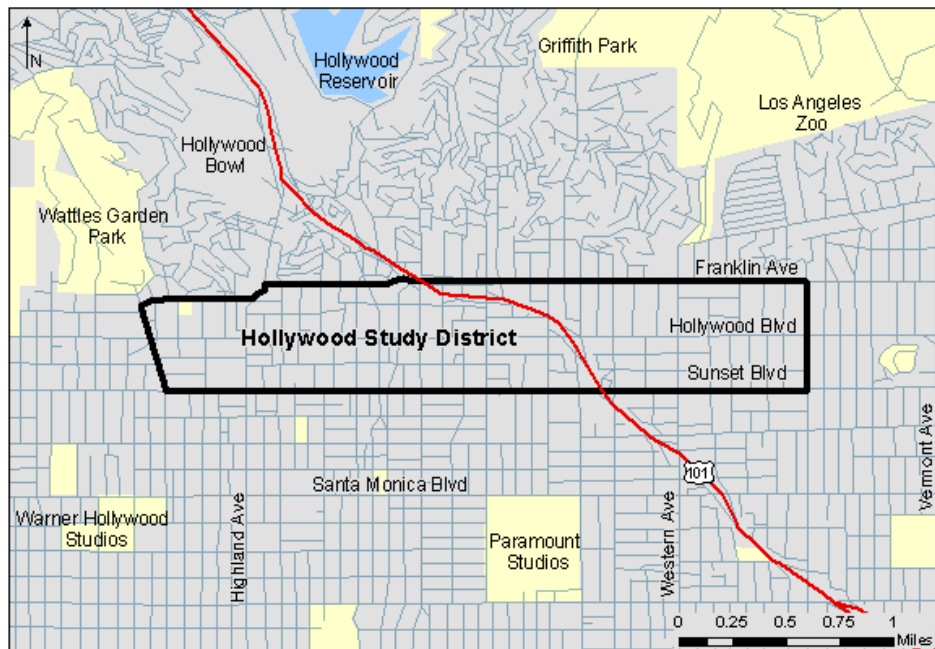 N
Hollywood
Reservoir
Griffith Park
Los Angeles
Zoo
Hollywood
Bowl
Wattles Garden
Park
Franklin Ave
Hollywood Blvd
Hollywood Study District
Sunset Blvd
Vermont Ave
101
Santa Monica Blvd
Highland Ave
Western Ave
Warner Hollywood
Studios
Paramount
Studios
0 0.25 0.5 0.75 1
Miles